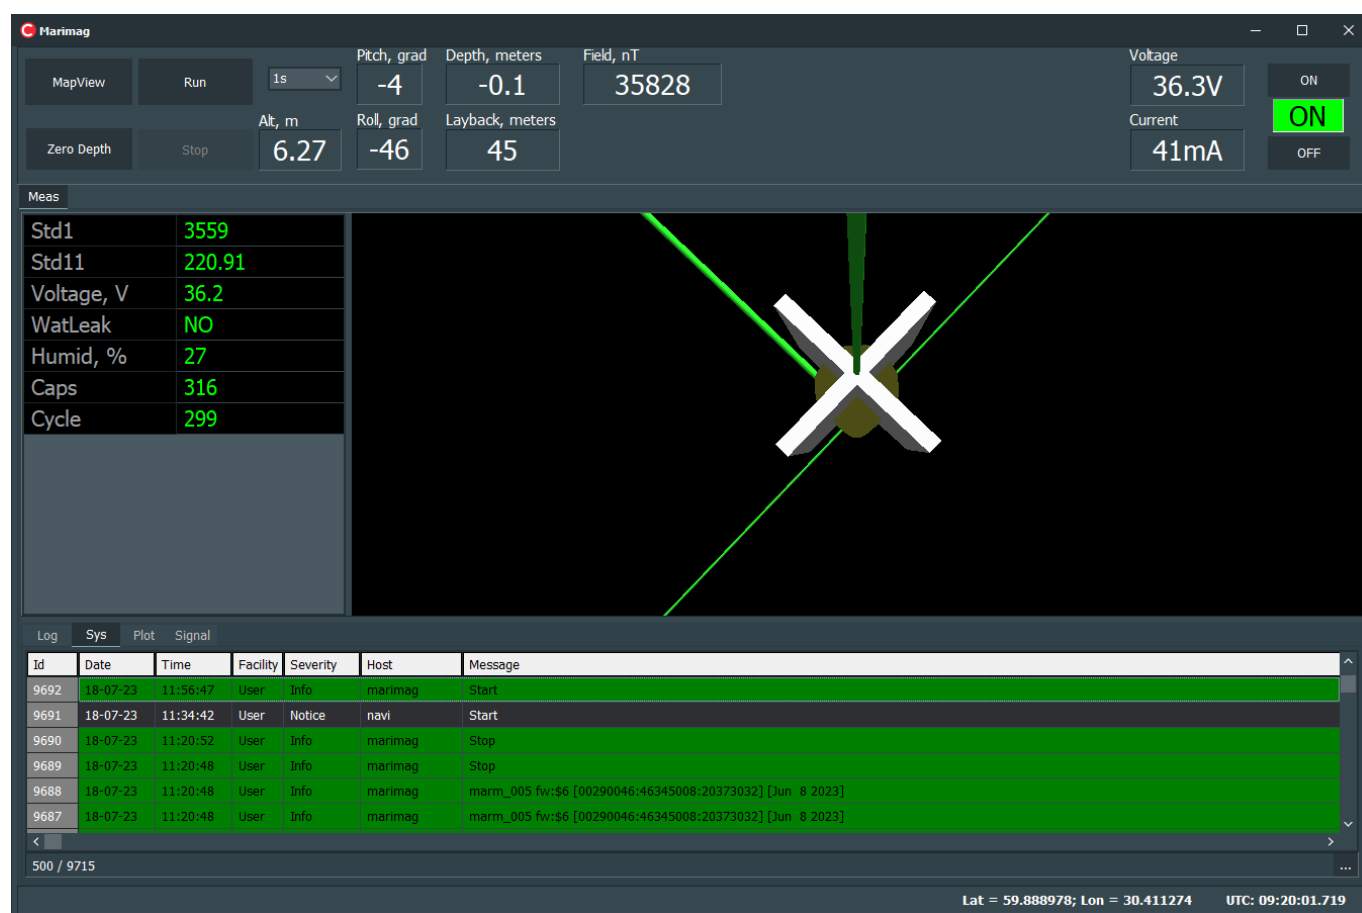 Marimag
Pitch, grad Depth, meters Field, nT Voltage
MapView Run 1s -4 -0.1 35828 36.3V ON
ON
Alt, m Roll, grad Layback, meters Current
Zero Depth Stop 6.27 -46 45 41mA OFF
Meas
Std1 3559
Std11 220.91
Voltage, V 36.2
WatLeak NO
Humid, % 27
Caps 316
Cycle 299
Log Sys Plot Signal
Id Date Time Facility Severity Host Message
9692 18-07-23 11:56:47 User Info marimag Start
9691 18-07-23 11:34:42 User Notice navi Start
9690 18-07-23 11:20:52 User Info marimag Stop
9689 18-07-23 11:20:48 User Info marimag Stop
9688 18-07-23 11:20:48 User Info marimag marm_005 fw:$6 [00290046:46345008:20373032] [Jun 8 2023]
9687 18-07-23 11:20:48 User Info marimag marm_005 fw:$6 [00290046:46345008:20373032] [Jun 8 2023]
500 / 9715 ...
Lat = 59.888978; Lon = 30.411274 UTC: 09:20:01.719